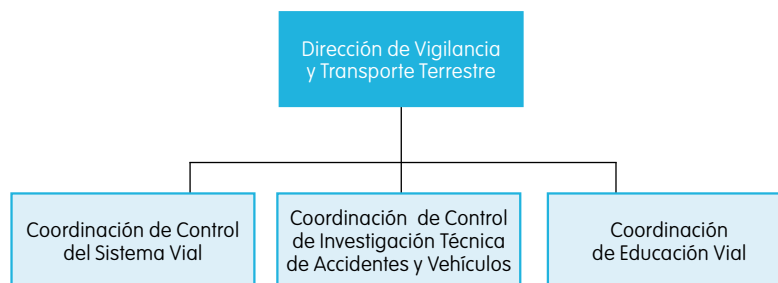 Dirección de Vigilancia
y Transporte Terrestre
Coordinación de Control
del Sistema Vial
Coordinación de Control
de Investigación Técnica
de Accidentes y Vehículos
Coordinación
de Educación Vial